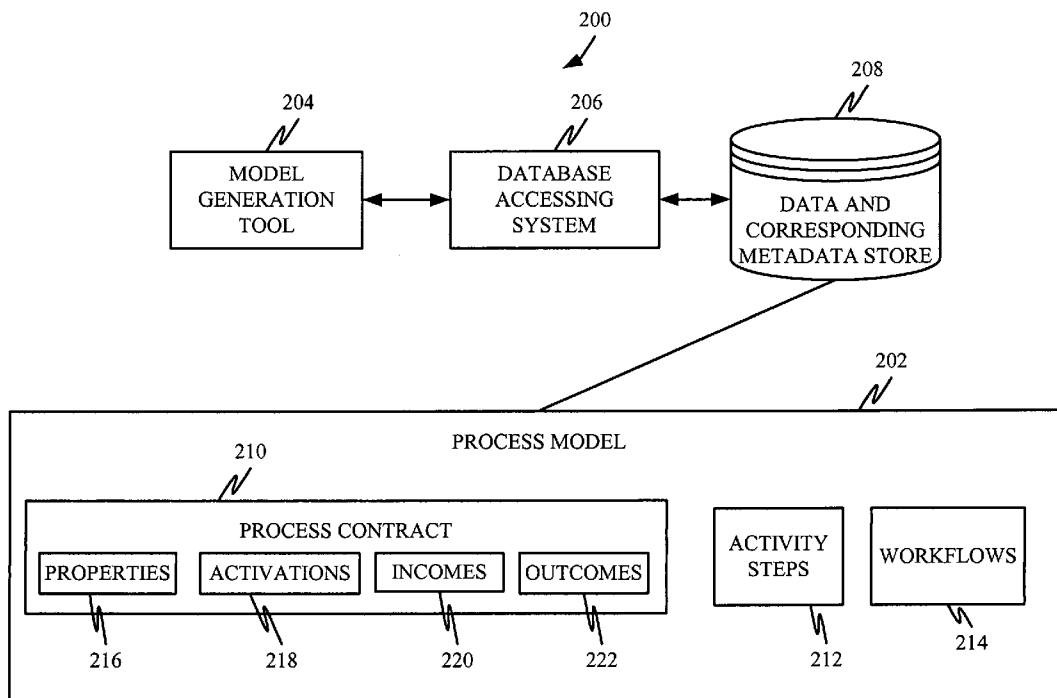 200
204
206
208
MODEL
GENERATION
TOOL
DATABASE
ACCESSING
SYSTEM
DATA AND
CORRESPONDING
METADATA STORE
202
PROCESS MODEL
210
PROCESS CONTRACT
PROPERTIES
ACTIVATIONS
INCOMES
OUTCOMES
ACTIVITY
STEPS
WORKFLOWS
216
218
220
222
212
214